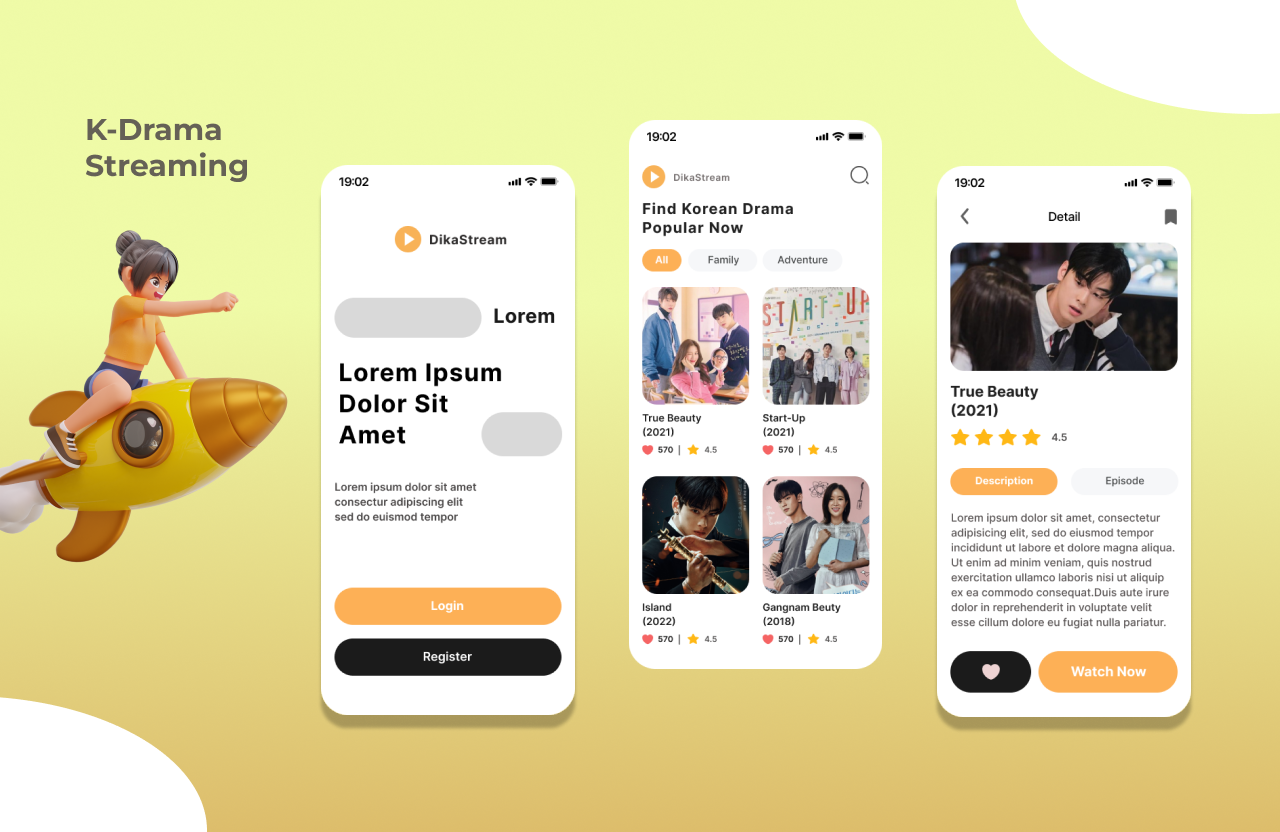 K-Drama
Streaming
19:02
DikaStream
Lorem
Lorem Ipsum
Dolor Sit
Amet
Lorem ipsum dolor sit amet
consectur adipiscing elit
sed do euismod tempor
Login
Register
19:02
DikaStream
Find Korean Drama
Popular Now
All Family Adventure
START-UP
True Beauty
(2021)
570 | 4.5
Start-Up
(2021)
570 | 4.5
Island
(2022)
570 | 4.5
Gangnam Beuty
(2018)
570 | 4.5
19:02
Detail
True Beauty
(2021)
4.5
Description Episode
Lorem ipsum dolor sit amet, consectetur
adipisicing elit, sed do eiusmod tempor
incididunt ut labore et dolore magna aliqua.
Ut enim ad minim veniam, quis nostrud
exercitation ullamco laboris nisi ut aliquip
ex ea commodo consequat.Duis aute irure
dolor in reprehenderit in voluptate velit
esse cillum dolore eu fugiat nulla pariatur.
Watch Now